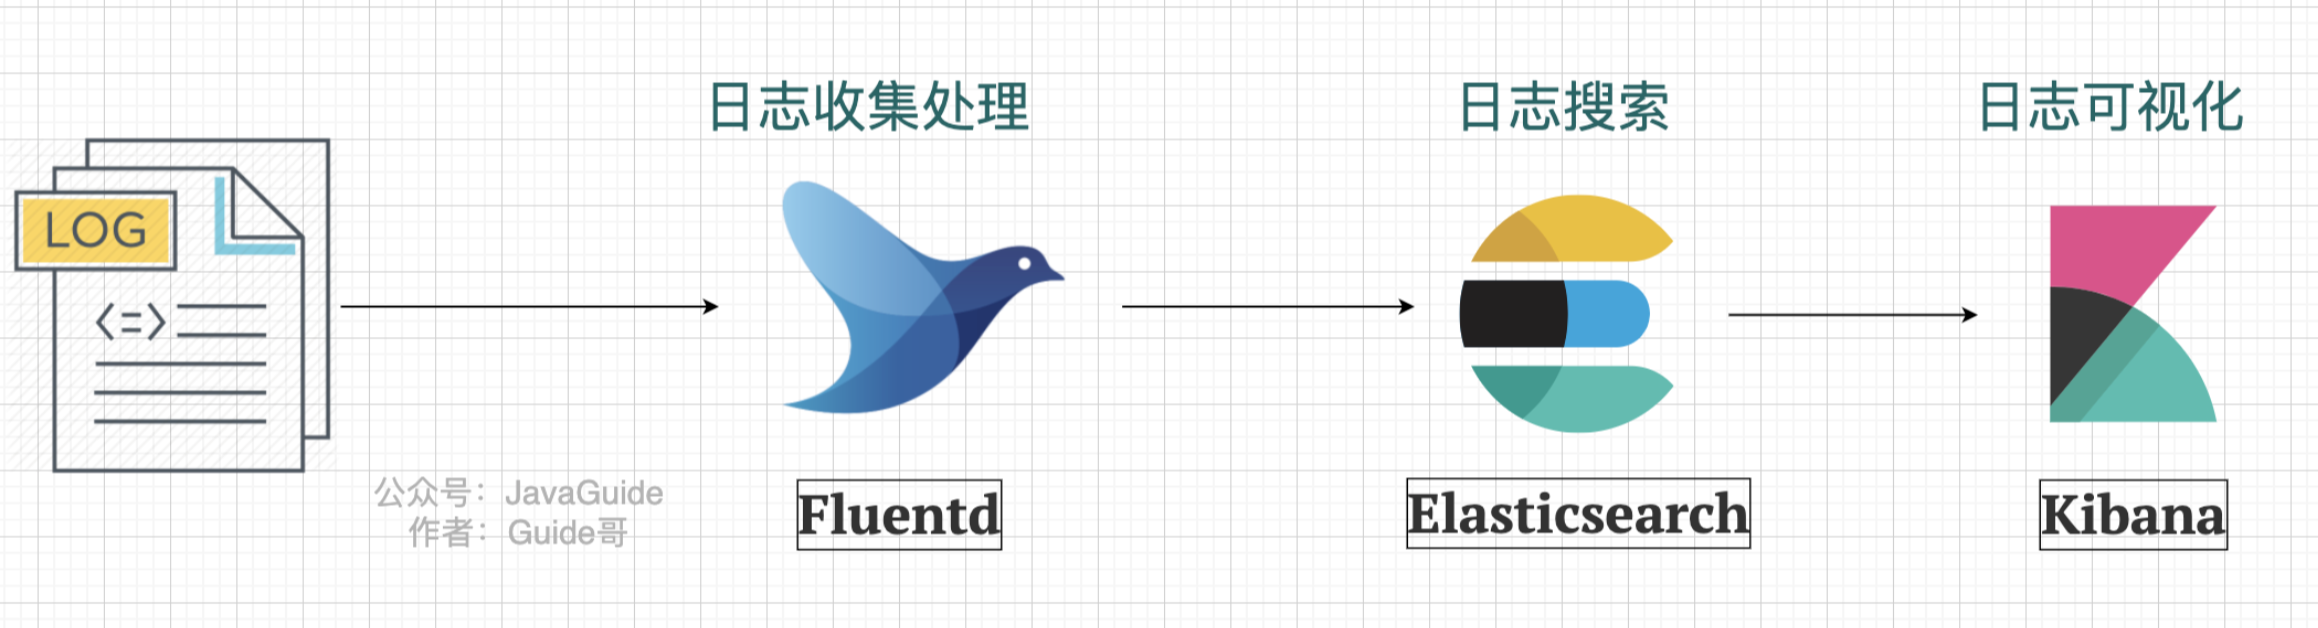 日志收集处理
日志搜索
日志可视化
LOG
<=>
公众号：JavaGuide
作者：Guide哥
Fluentd
Elasticsearch
Kibana